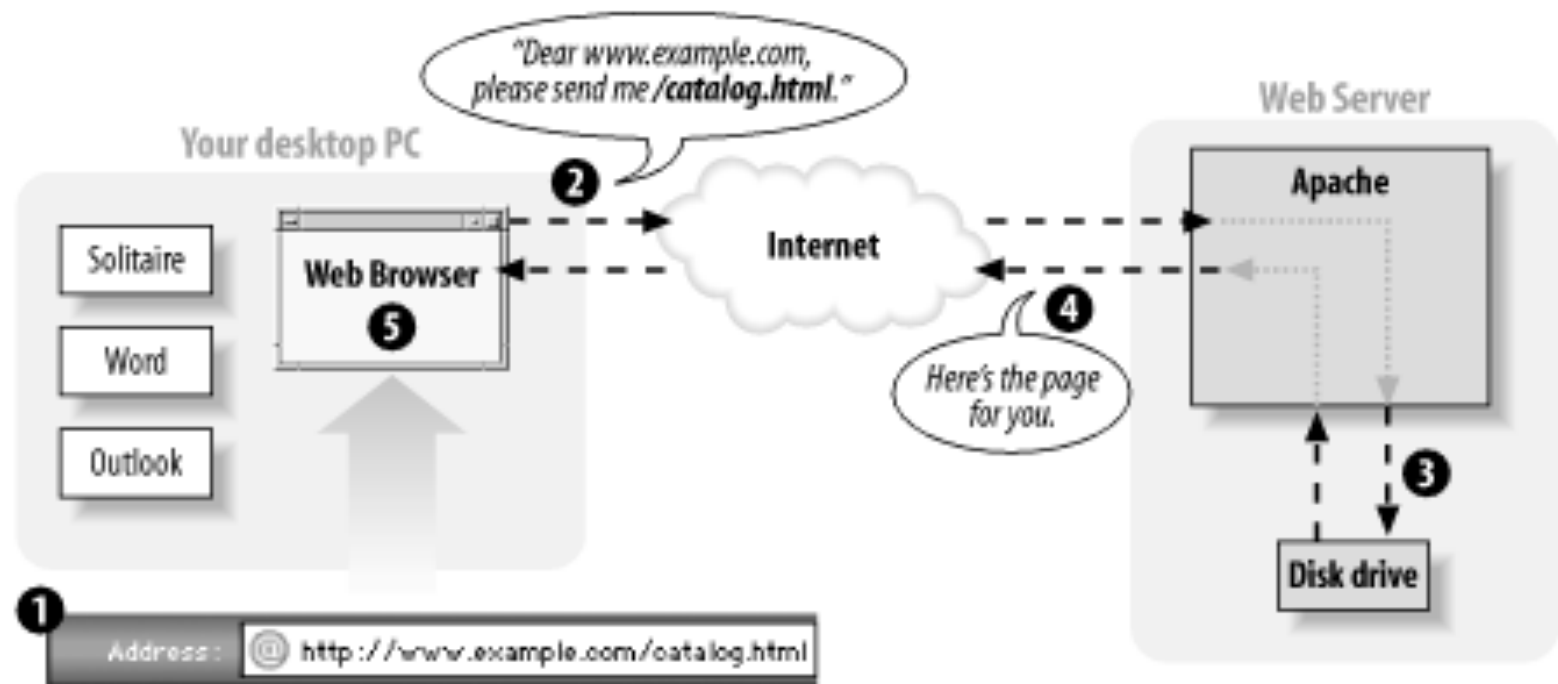 "Dear www.example.com,
please send me /catalog.html."
Web Server
Your desktop PC
2
Apache
Solitaire
Web Browser
5
Internet
4
Word
Here's the page
for you.
Outlook
3
Disk drive
1
Address: @ http://www.example.com/catalog.html